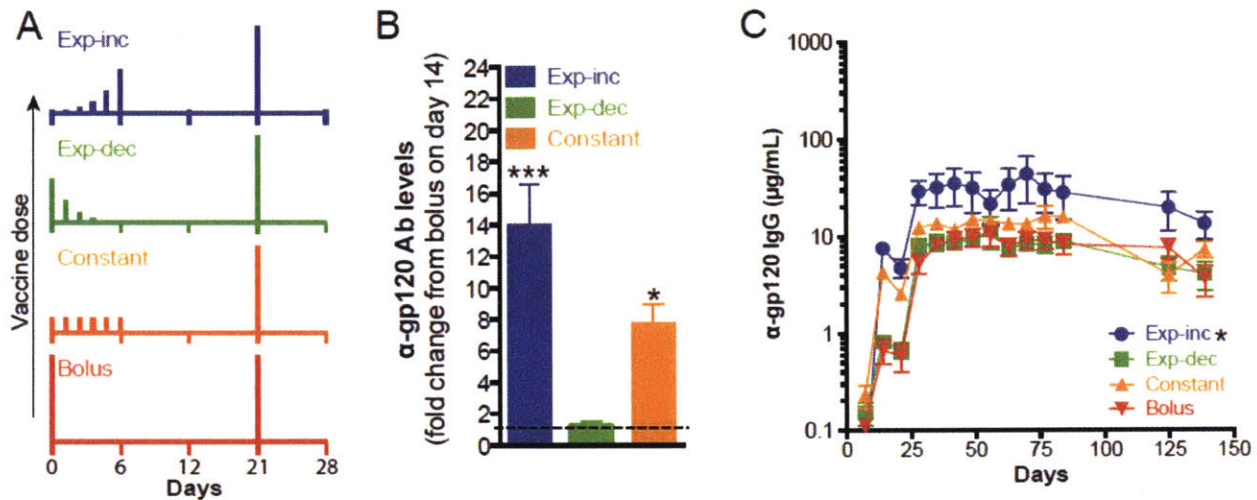 A
Exp-inc
Exp-dec
Constant
Bolus
Vaccine dose
0 6 12 21 28
Days
B
α-gp120 Ab levels
(fold change from bolus on day 14)
24
22
20
18
16
14
12
10
8
6
4
2
0
Exp-inc
Exp-dec
Constant
***
*
C
α-gp120 IgG (µg/mL)
1000
100
10
1
0.1
Exp-inc *
Exp-dec
Constant
Bolus
0 25 50 75 100 125 150
Days